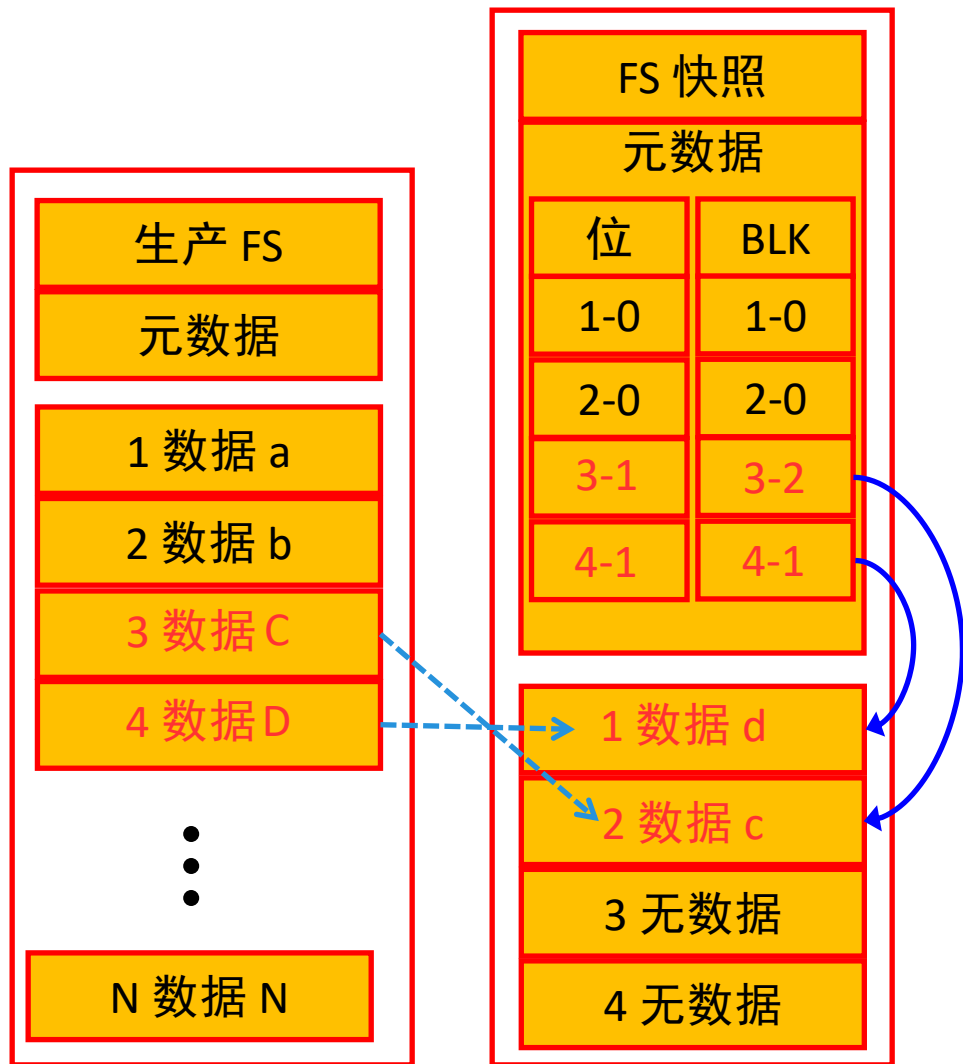 生产 FS
元数据
1 数据 a
2 数据 b
3 数据 C
4 数据 D
N 数据 N
FS 快照
元数据
位 BLK
1-0 1-0
2-0 2-0
3-1 3-2
4-1 4-1
1 数据 d
2 数据 c
3 无数据
4 无数据